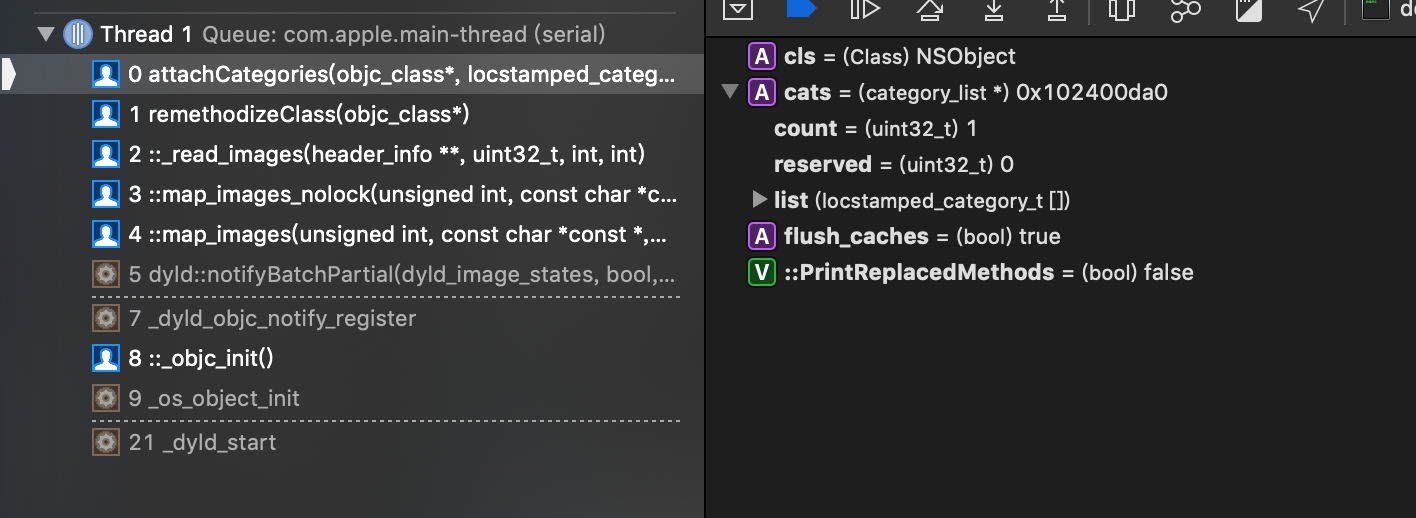 Thread 1 Queue: com.apple.main-thread (serial)
0 attachCategories(objc_class*, locstamped_categ...
1 remethodizeClass(objc_class*)
2 ::_read_images(header_info **, uint32_t, int, int)
3 ::map_images_nolock(unsigned int, const char *c...
4 ::map_images(unsigned int, const char *const *,...
5 dyld::notifyBatchPartial(dyld_image_states, bool,...
7 _dyld_objc_notify_register
8 ::_objc_init()
9 _os_object_init
21 _dyld_start
A cls = (Class) NSObject
A cats = (category_list *) 0x102400da0
count = (uint32_t) 1
reserved = (uint32_t) 0
list (locstamped_category_t [])
A flush_caches = (bool) true
V ::PrintReplacedMethods = (bool) false